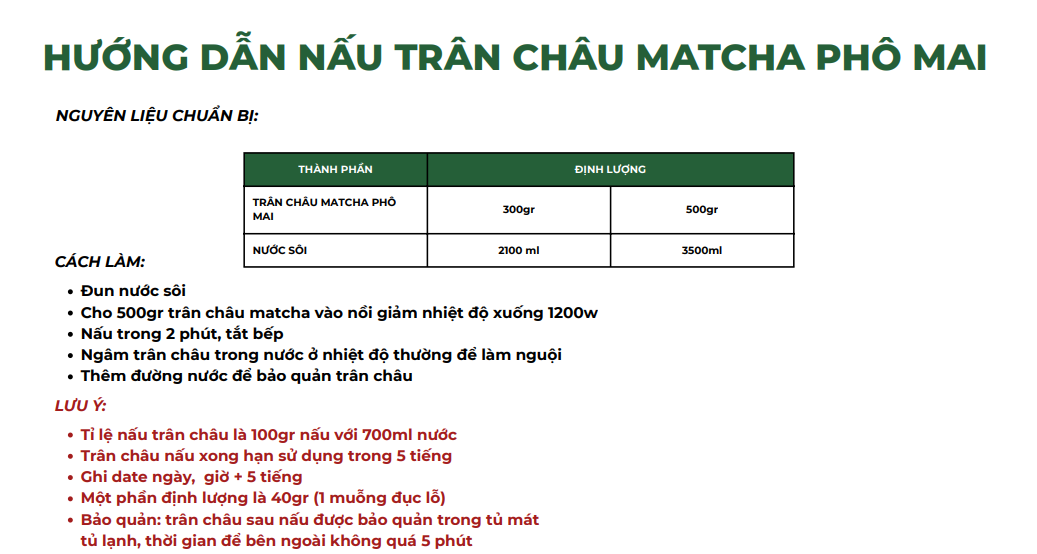 HƯỚNG DẪN NẤU TRÂN CHÂU MATCHA PHÔ MAI
NGUYÊN LIỆU CHUẨN BỊ:
THÀNH PHẦN ĐỊNH LƯỢNG
TRÂN CHÂU MATCHA PHÔ
MAI
300gr 500gr
NƯỚC SÔI 2100 ml 3500ml
CÁCH LÀM:
• Đun nước sôi
• Cho 500gr trân châu matcha vào nồi giảm nhiệt độ xuống 1200w
• Nấu trong 2 phút, tắt bếp
• Ngâm trân châu trong nước ở nhiệt độ thường để làm nguội
• Thêm đường nước để bảo quản trân châu
LƯU Ý:
• Tỉ lệ nấu trân châu là 100gr nấu với 700ml nước
• Trân châu nấu xong hạn sử dụng trong 5 tiếng
• Ghi date ngày, giờ + 5 tiếng
• Một phần định lượng là 40gr (1 muỗng đục lỗ)
• Bảo quản: trân châu sau nấu được bảo quản trong tủ mát
tủ lạnh, thời gian để bên ngoài không quá 5 phút